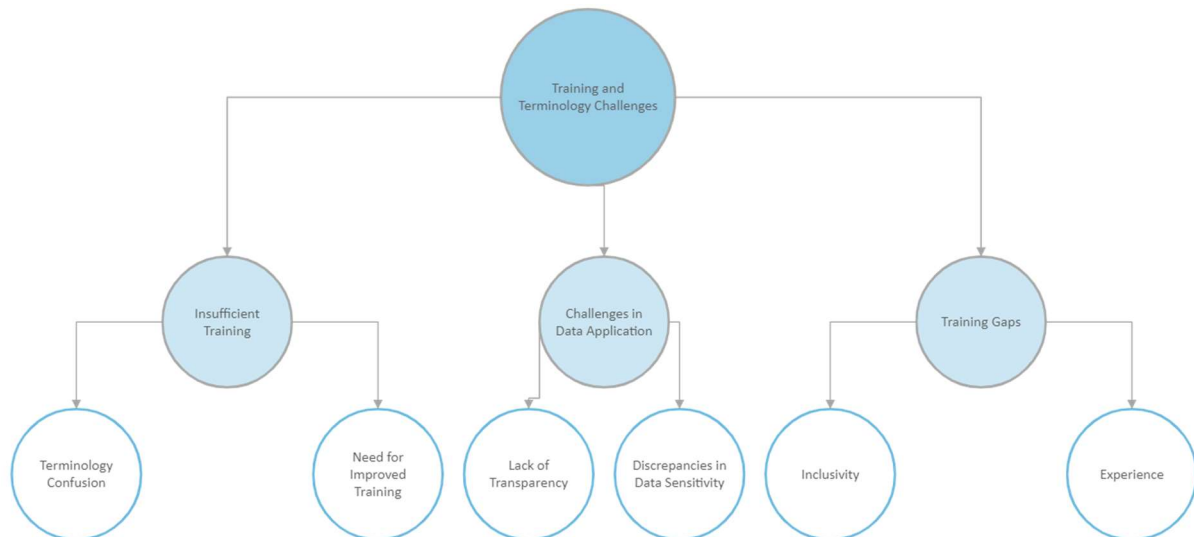 Training and
Terminology Challenges
Insufficient
Training
Challenges in
Data Application
Training Gaps
Terminology
Confusion
Need for
Improved
Training
Lack of
Transparency
Discrepancies in
Data Sensitivity
Inclusivity
Experience